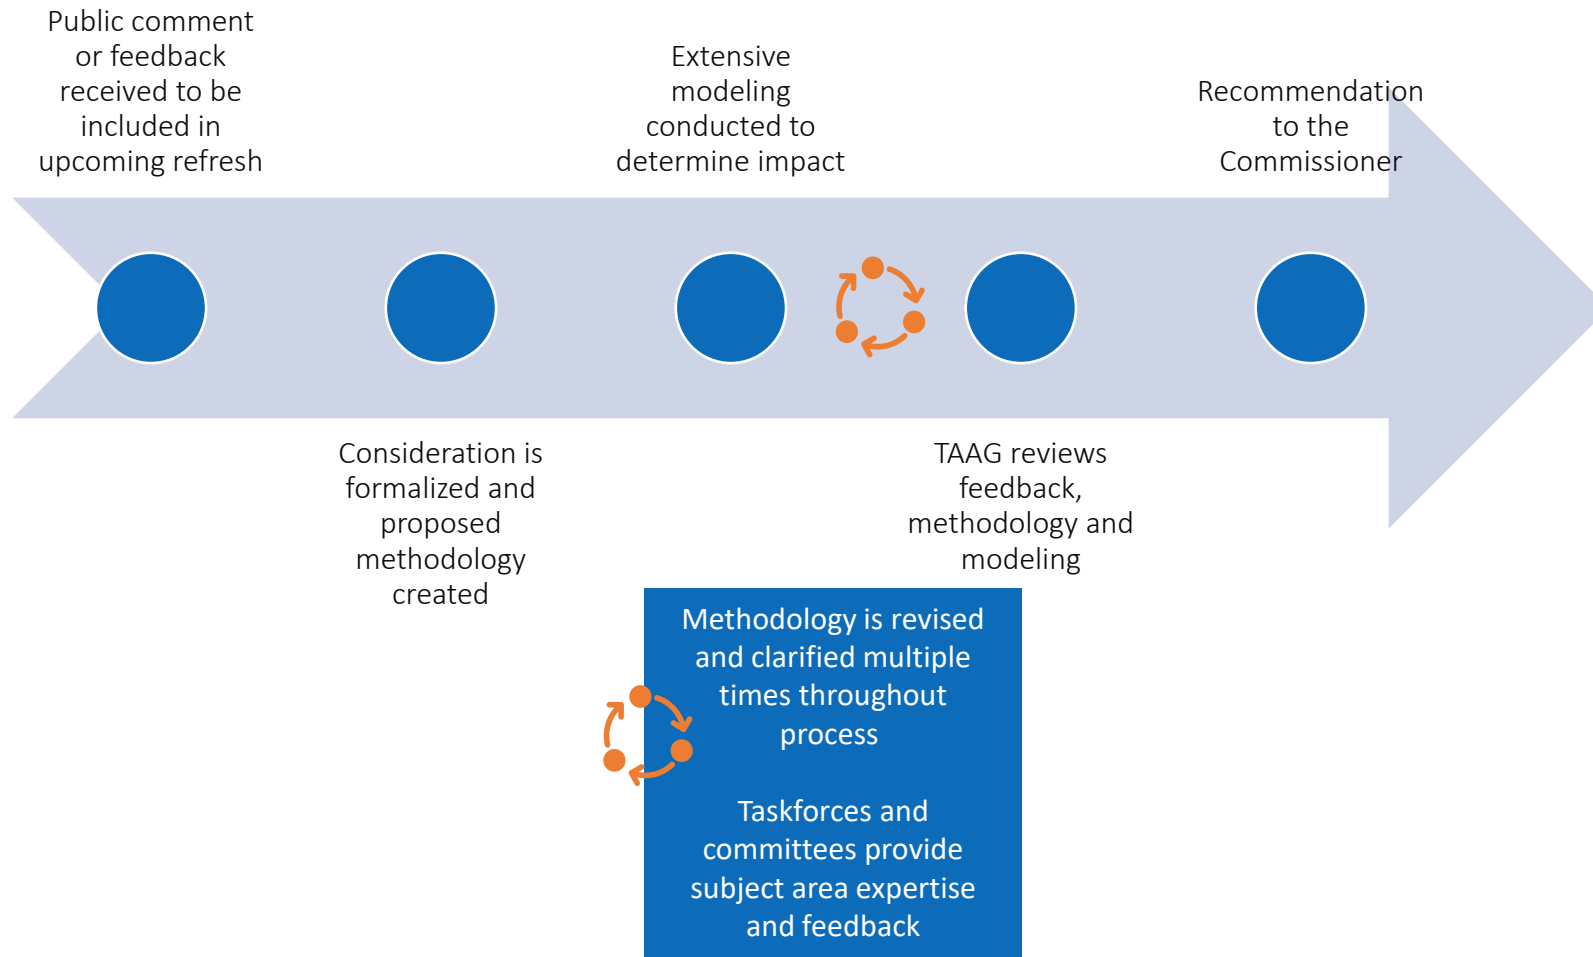 Public comment
or feedback
received to be
included in
upcoming refresh
Consideration is
formalized and
proposed
methodology
created
Extensive
modeling
conducted to
determine impact
TAAG reviews
feedback,
methodology and
modeling
Recommendation
to the
Commissioner
Methodology is revised
and clarified multiple
times throughout
process
Taskforces and
committees provide
subject area expertise
and feedback